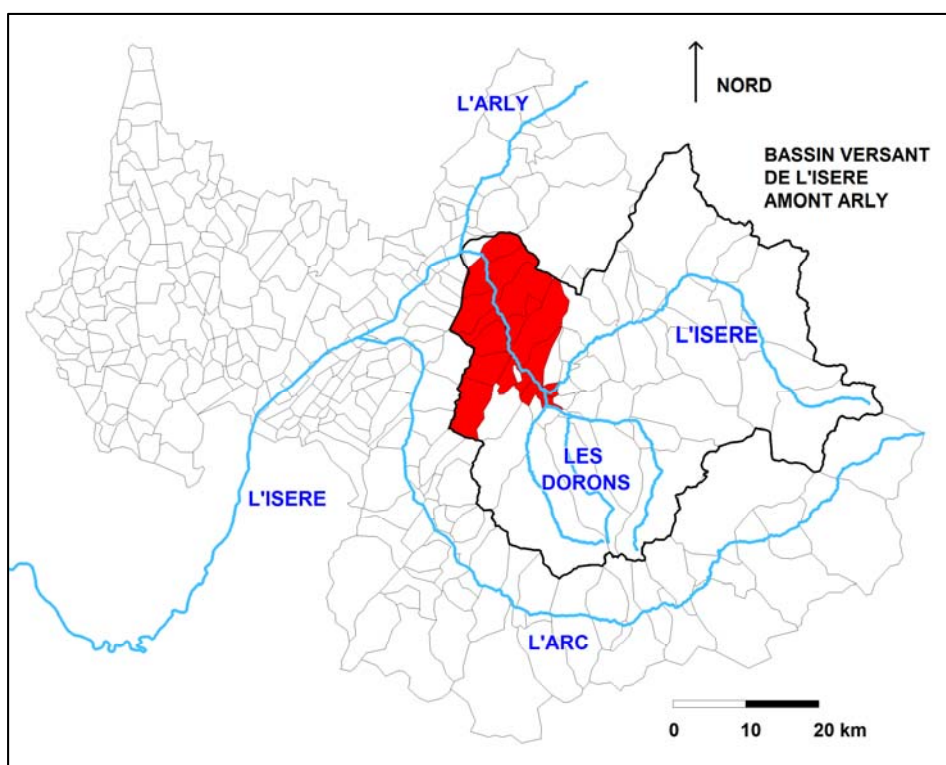 L'ARLY
NORD
BASSIN VERSANT
DE L'ISERE
AMONT ARLY
L'ISERE
LES
DORONS
L'ISERE
L'ARC
0 10 20 km